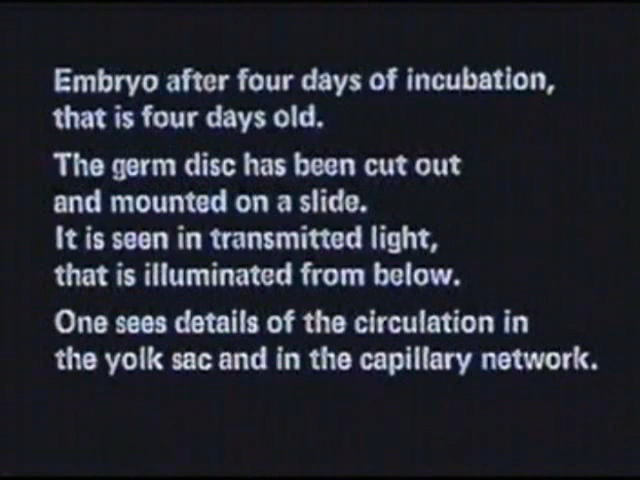 Embryo after four days of incubation,
that is four days old.
The germ disc has been cut out
and mounted on a slide.
It is seen in transmitted light,
that is illuminated from below.
One sees details of the circulation in
the yolk sac and in the capillary network.